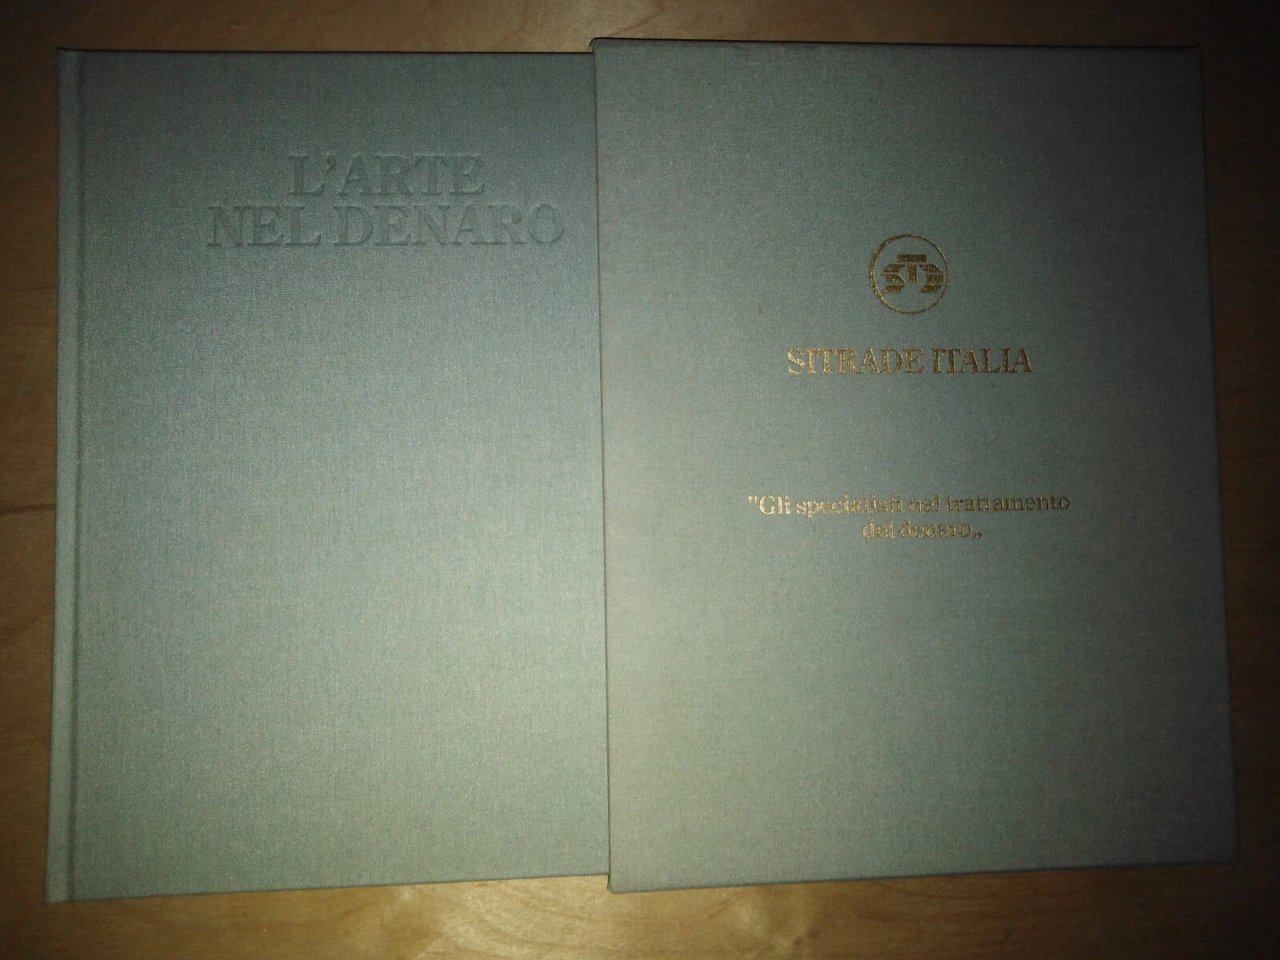 L'ARTE
NEL DENARO
SITRADE ITALIA
"Gli specialisti nel trattamento
del denaro„